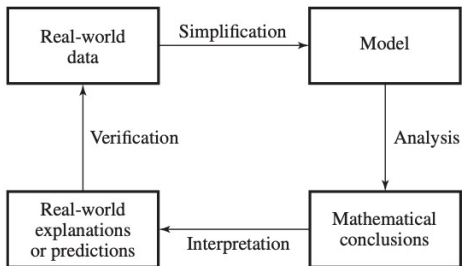 Real-world
data
Simplification
Model
Verification
Analysis
Real-world
explanations
or predictions
Interpretation
Mathematical
conclusions